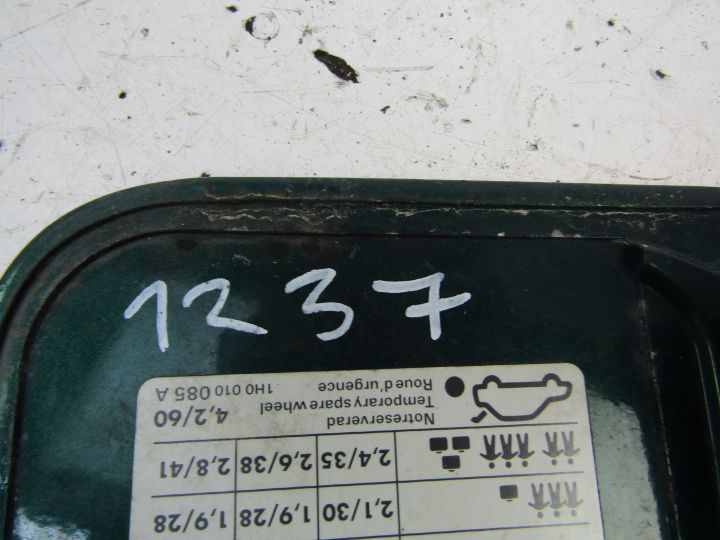 1237
2,1/30 1,9/28 1,9/28
2,4/35 2,6/38 2,8/41
Notreserverad 4,2/60
Temporary spare wheel
Roue d'urgence 1H0 010 085 A